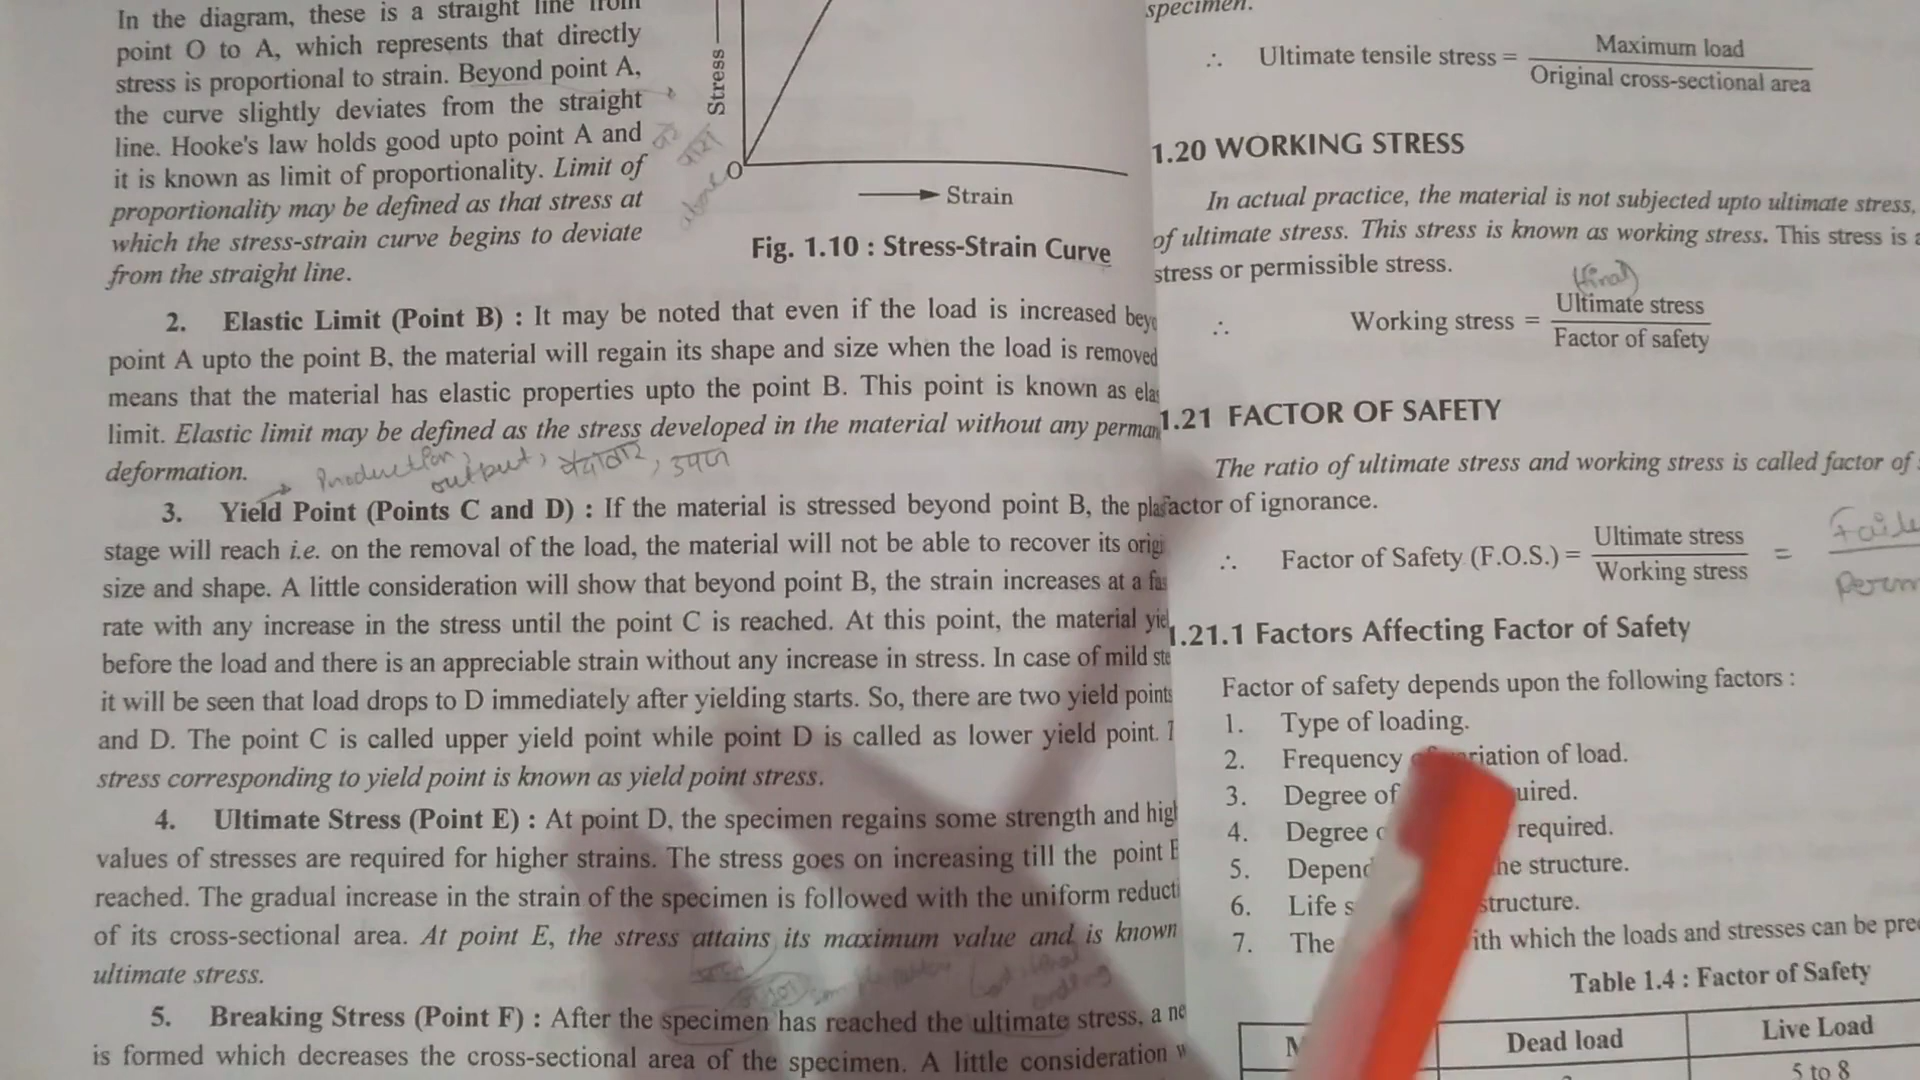 In the diagram, these is a straight line from
point O to A, which represents that directly
stress is proportional to strain. Beyond point A,
the curve slightly deviates from the straight
line. Hooke's law holds good upto point A and
it is known as limit of proportionality. Limit of
proportionality may be defined as that stress at
which the stress-strain curve begins to deviate
from the straight line.
above
Stress
O
Strain
Fig. 1.10 : Stress-Strain Curve
2. Elastic Limit (Point B) : It may be noted that even if the load is increased
point A upto the point B, the material will regain its shape and size when the load is removed
means that the material has elastic properties upto the point B. This point is known as
limit. Elastic limit may be defined as the stress developed in the material without any
deformation.
Production, output, उपज
3. Yield Point (Points C and D) : If the material is stressed beyond point B, the
stage will reach i.e. on the removal of the load, the material will not be able to recover its
size and shape. A little consideration will show that beyond point B, the strain increases at a
rate with any increase in the stress until the point C is reached. At this point, the material
before the load and there is an appreciable strain without any increase in stress. In case of mild
it will be seen that load drops to D immediately after yielding starts. So, there are two yield points
and D. The point C is called upper yield point while point D is called as lower yield point.
stress corresponding to yield point is known as yield point stress.
4. Ultimate Stress (Point E) : At point D, the specimen regains some strength and
values of stresses are required for higher strains. The stress goes on increasing till the point
reached. The gradual increase in the strain of the specimen is followed with the uniform
of its cross-sectional area. At point E, the stress attains its maximum value and is known
ultimate stress.
5. Breaking Stress (Point F) : After the specimen has reached the ultimate stress, a
is formed which decreases the cross-sectional area of the specimen. A little consideration
specimen.
∴ Ultimate tensile stress = Maximum load
Original cross-sectional area
1.20 WORKING STRESS
In actual practice, the material is not subjected upto ultimate stress,
of ultimate stress. This stress is known as working stress. This stress is
stress or permissible stress.
(final)
∴ Working stress = Ultimate stress
Factor of safety
1.21 FACTOR OF SAFETY
The ratio of ultimate stress and working stress is called factor of
factor of ignorance.
∴ Factor of Safety (F.O.S.) = Ultimate stress =
Working stress
1.21.1 Factors Affecting Factor of Safety
Factor of safety depends upon the following factors :
1. Type of loading.
2. Frequency of variation of load.
3. Degree of
4. Degree required.
5. structure.
6. Life structure.
7. The which the loads and stresses can be
Table 1.4 : Factor of Safety
Dead load
Live Load
5 to 8